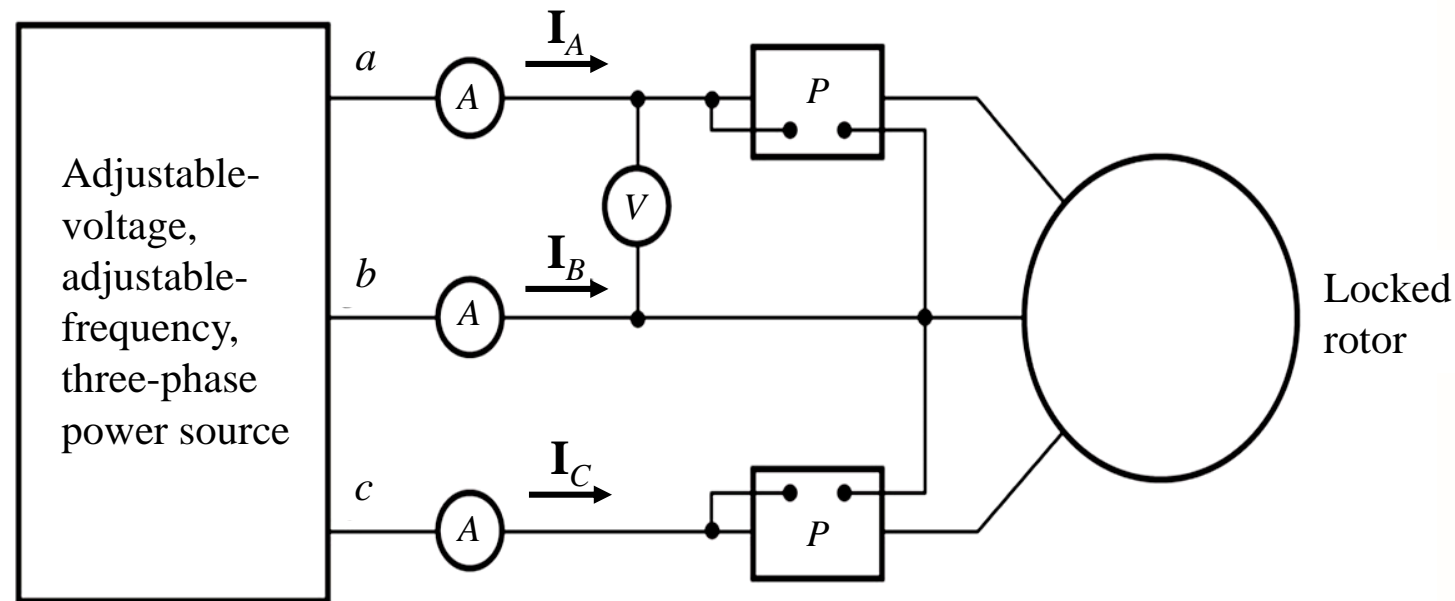 a
A
I_A
P
Adjustable-
voltage,
adjustable-
frequency,
three-phase
power source
V
b
A
I_B
Locked
rotor
c
A
I_C
P